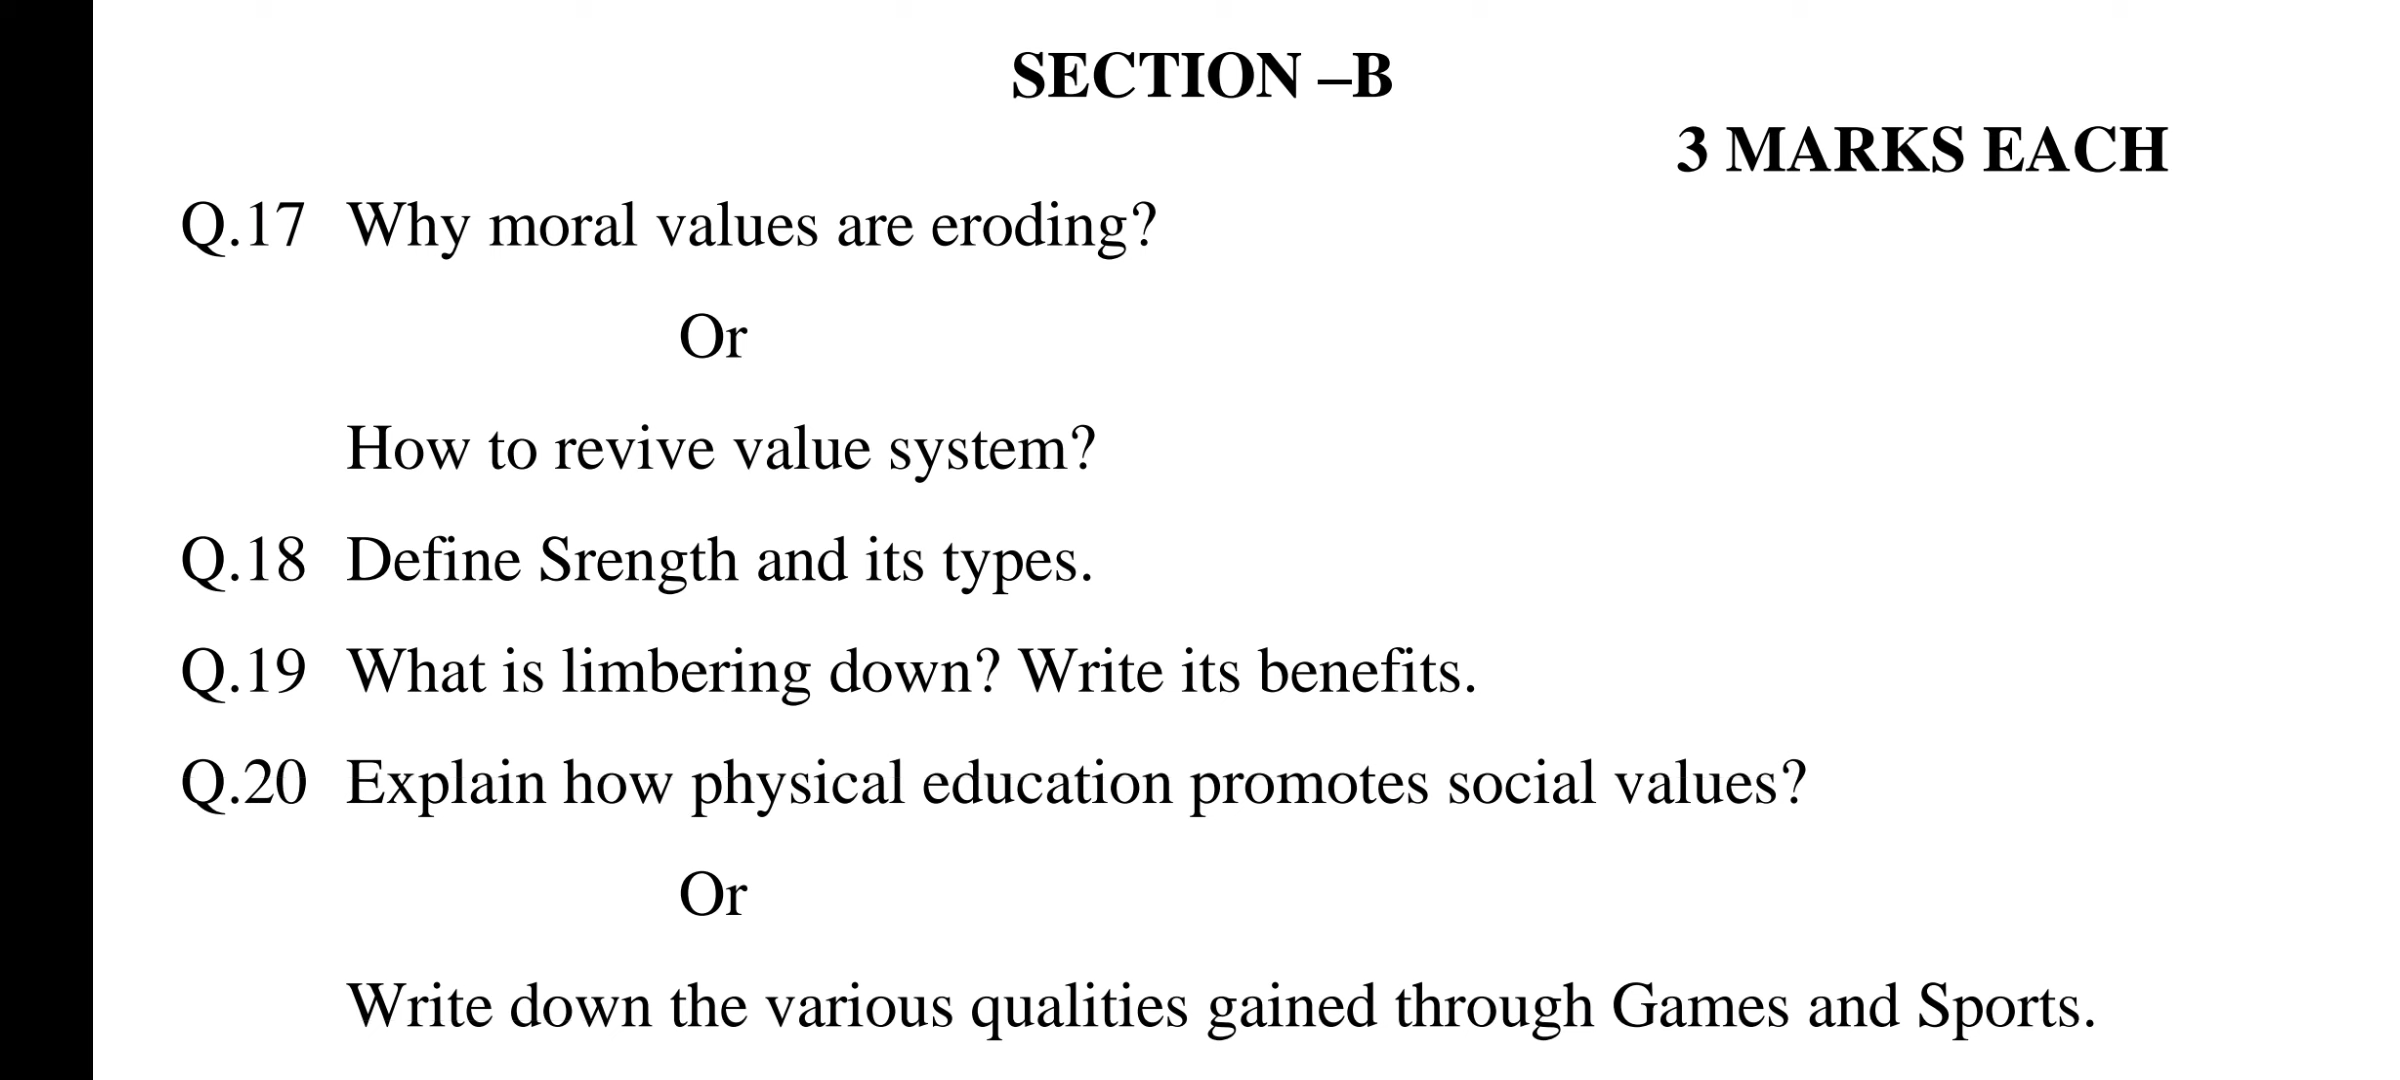 SECTION –B
3 MARKS EACH
Q.17 Why moral values are eroding?
Or
How to revive value system?
Q.18 Define Srength and its types.
Q.19 What is limbering down? Write its benefits.
Q.20 Explain how physical education promotes social values?
Or
Write down the various qualities gained through Games and Sports.